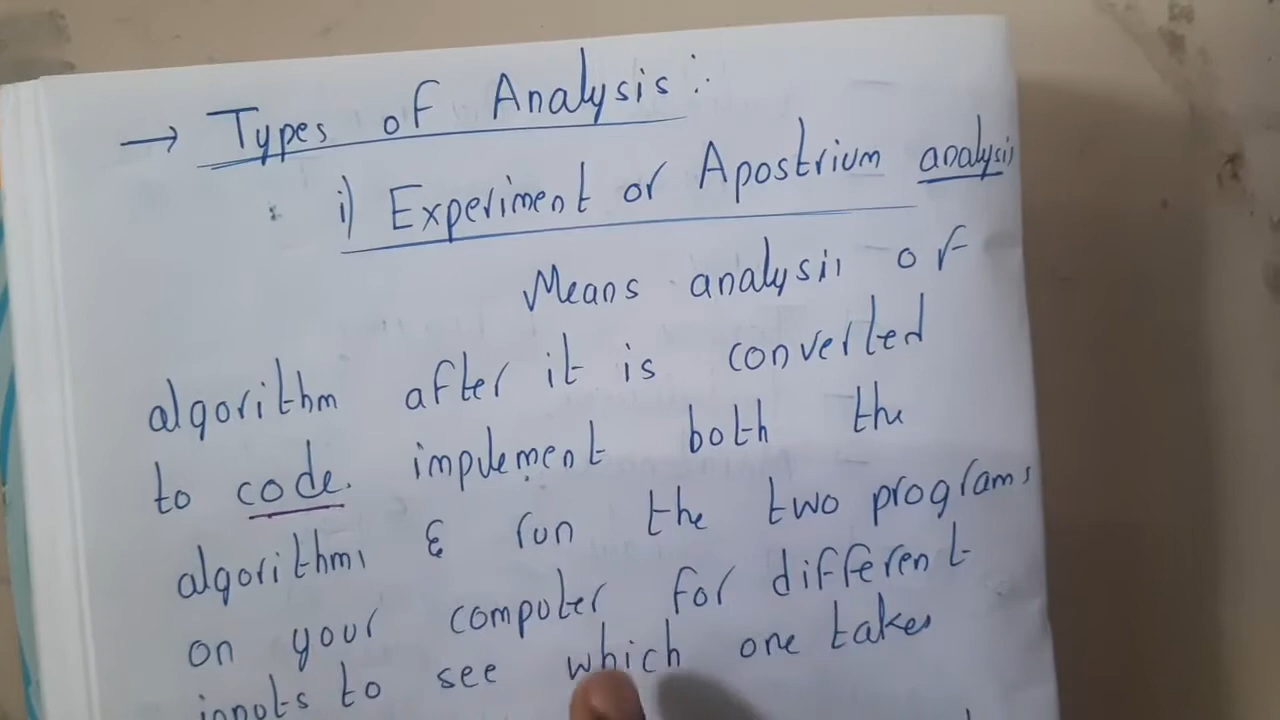 → Types of Analysis :-
i) Experiment or Apostrium analysis
Means analysis of
algorithm after it is converted
to code. implement both the
algorithms & run the two programs
on your computer for different
inputs to see which one takes